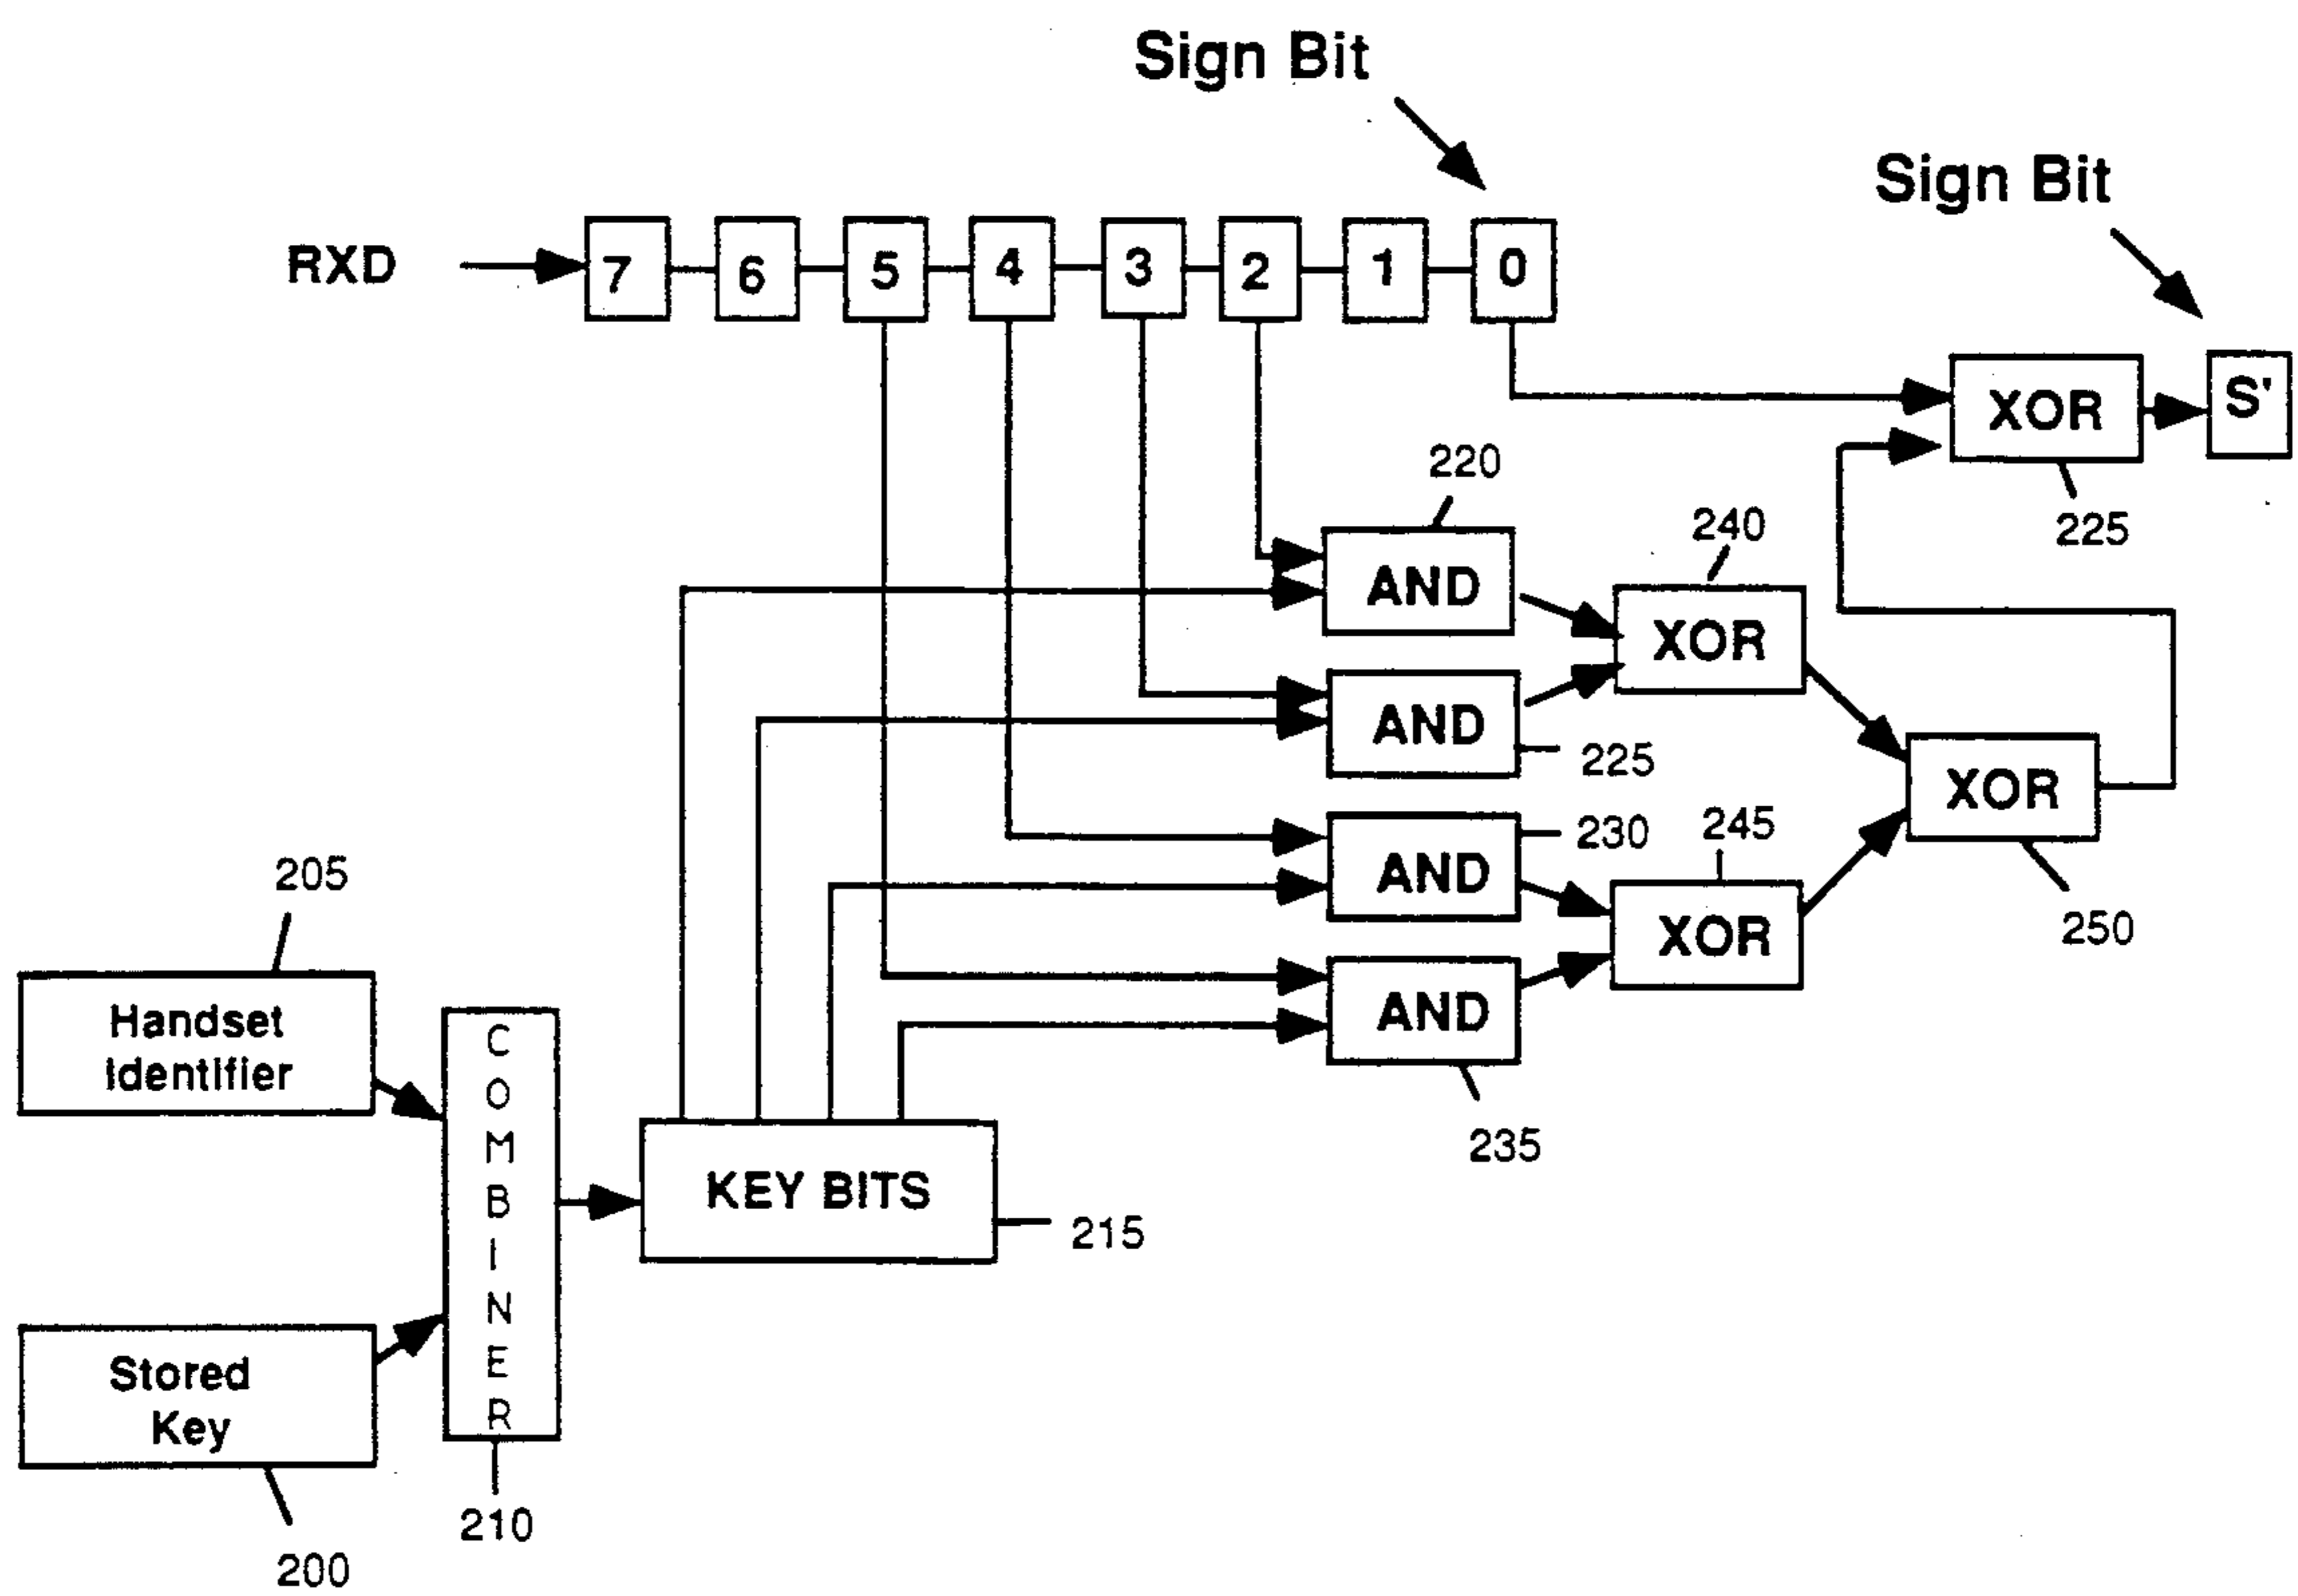 Sign Bit
Sign Bit
RXD
7 6 5 4 3 2 1 0
XOR
S'
225
220
AND
240
XOR
AND
225
XOR
250
230
AND
245
XOR
AND
235
205
Handset
Identifier
COMBINER
210
KEY BITS
215
Stored
Key
200